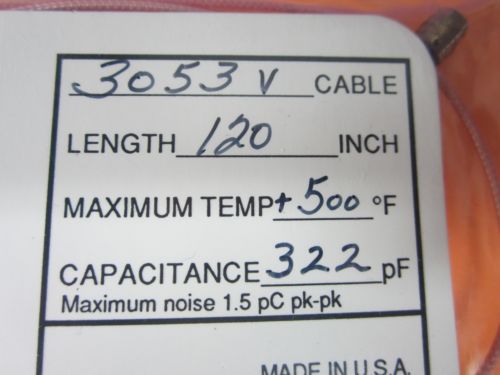 3053 V CABLE
LENGTH 120 INCH
MAXIMUM TEMP +500 °F
CAPACITANCE 322 pF
Maximum noise 1.5 pC pk-pk
MADE IN U.S.A.